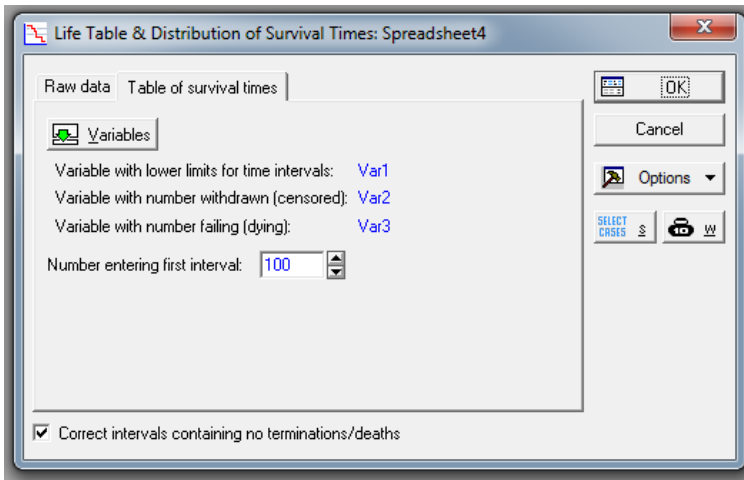 Life Table & Distribution of Survival Times: Spreadsheet4
Raw data Table of survival times
OK
Variables
Cancel
Variable with lower limits for time intervals: Var1
Options
Variable with number withdrawn (censored): Var2
Variable with number failing (dying): Var3
SELECT CASES S W
Number entering first interval: 100
Correct intervals containing no terminations/deaths